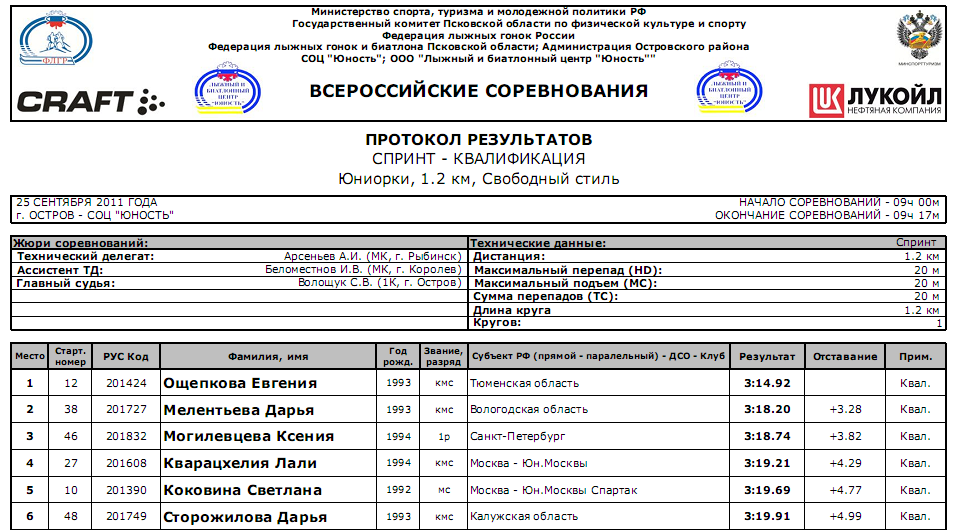 Министерство спорта, туризма и молодежной политики РФ
Государственный комитет Псковской области по физической культуре и спорту
Федерация лыжных гонок России
Федерация лыжных гонок и биатлона Псковской области; Администрация Островского района
СОЦ "Юность"; ООО "Лыжный и биатлонный центр "Юность""
ФЛГР
МИНСПОРТТУРИЗМ
CRAFT
ЛЫЖНЫЙ И БИАТЛОННЫЙ ЦЕНТР "ЮНОСТЬ"
ВСЕРОССИЙСКИЕ СОРЕВНОВАНИЯ
ЛЫЖНЫЙ И БИАТЛОННЫЙ ЦЕНТР "ЮНОСТЬ"
ЛУКОЙЛ
НЕФТЯНАЯ КОМПАНИЯ
ПРОТОКОЛ РЕЗУЛЬТАТОВ
СПРИНТ - КВАЛИФИКАЦИЯ
Юниорки, 1.2 км, Свободный стиль
25 СЕНТЯБРЯ 2011 ГОДА НАЧАЛО СОРЕВНОВАНИЙ - 09ч 00м
г. ОСТРОВ - СОЦ "ЮНОСТЬ" ОКОНЧАНИЕ СОРЕВНОВАНИЙ - 09ч 17м
Жюри соревнований: Технические данные: Спринт
Технический делегат: Арсеньев А.И. (МК, г. Рыбинск) Дистанция: 1.2 км
Ассистент ТД: Беломестнов И.В. (МК, г. Королев) Максимальный перепад (HD): 20 м
Главный судья: Волощук С.В. (1К, г. Остров) Максимальный подъем (MC): 20 м
Сумма перепадов (ТС): 20 м
Длина круга 1.2 км
Кругов: 1
Место Старт. номер РУС Код Фамилия, имя Год рожд. Звание, разряд Субъект РФ (прямой - паралельный) - ДСО - Клуб Результат Отставание Прим.
1 12 201424 Ощепкова Евгения 1993 кмс Тюменская область 3:14.92 Квал.
2 38 201727 Мелентьева Дарья 1993 кмс Вологодская область 3:18.20 +3.28 Квал.
3 46 201832 Могилевцева Ксения 1994 1р Санкт-Петербург 3:18.74 +3.82 Квал.
4 27 201608 Кварацхелия Лали 1994 кмс Москва - Юн.Москвы 3:19.21 +4.29 Квал.
5 10 201390 Коковина Светлана 1992 мс Москва - Юн.Москвы Спартак 3:19.69 +4.77 Квал.
6 48 201749 Сторожилова Дарья 1993 кмс Калужская область 3:19.91 +4.99 Квал.